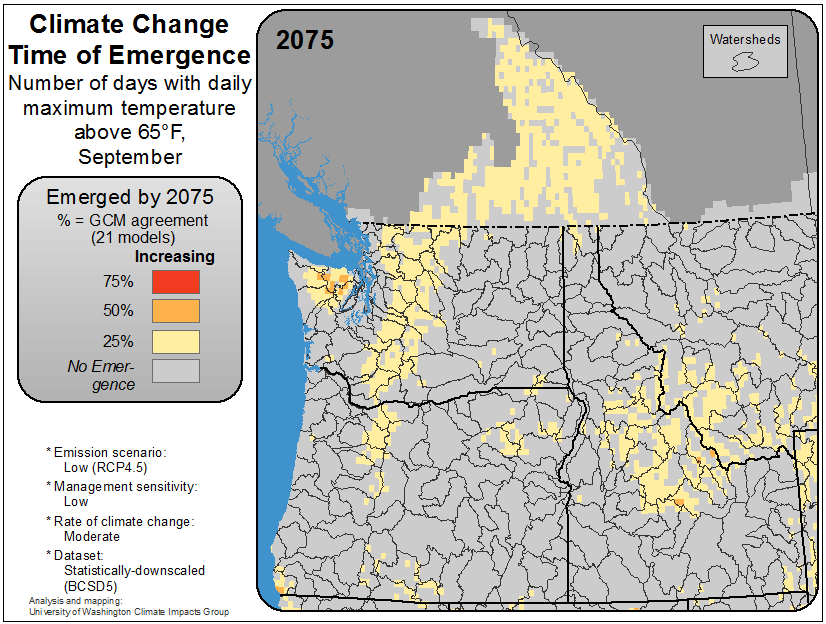 Climate Change
Time of Emergence
Number of days with daily
maximum temperature
above 65°F,
September
Emerged by 2075
% = GCM agreement
(21 models)
Increasing
75%
50%
25%
No Emer-
gence
* Emission scenario:
Low (RCP4.5)
* Management sensitivity:
Low
* Rate of climate change:
Moderate
* Dataset:
Statistically-downscaled
(BCSD5)
Analysis and mapping:
University of Washington Climate Impacts Group
2075
Watersheds